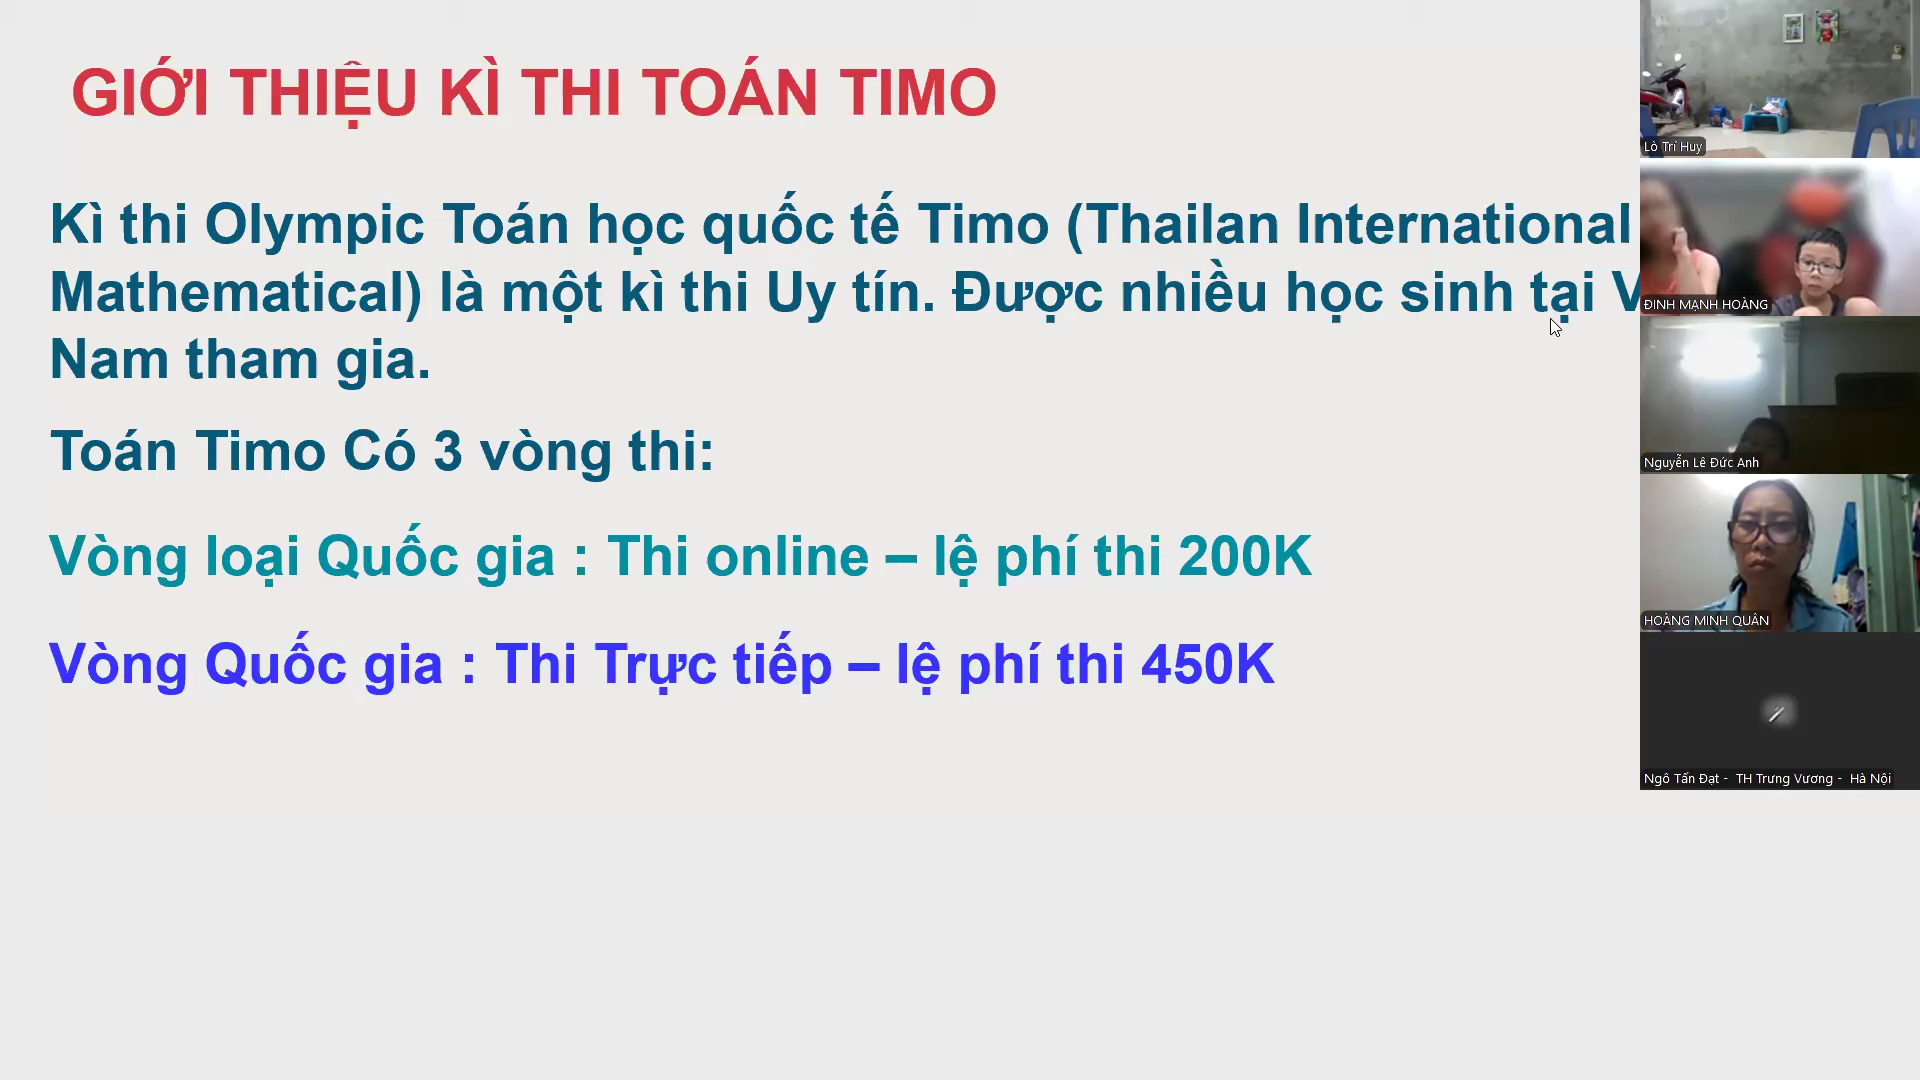 GIỚI THIỆU KÌ THI TOÁN TIMO
Kì thi Olympic Toán học quốc tế Timo (Thailan International
Mathematical) là một kì thi Uy tín. Được nhiều học sinh tại V
Nam tham gia.
Toán Timo Có 3 vòng thi:
Vòng loại Quốc gia : Thi online – lệ phí thi 200K
Vòng Quốc gia : Thi Trực tiếp – lệ phí thi 450K
Lò Trí Huy
ĐINH MẠNH HOÀNG
Nguyễn Lê Đức Anh
HOÀNG MINH QUÂN
Ngô Tấn Đạt - TH Trưng Vương - Hà Nội